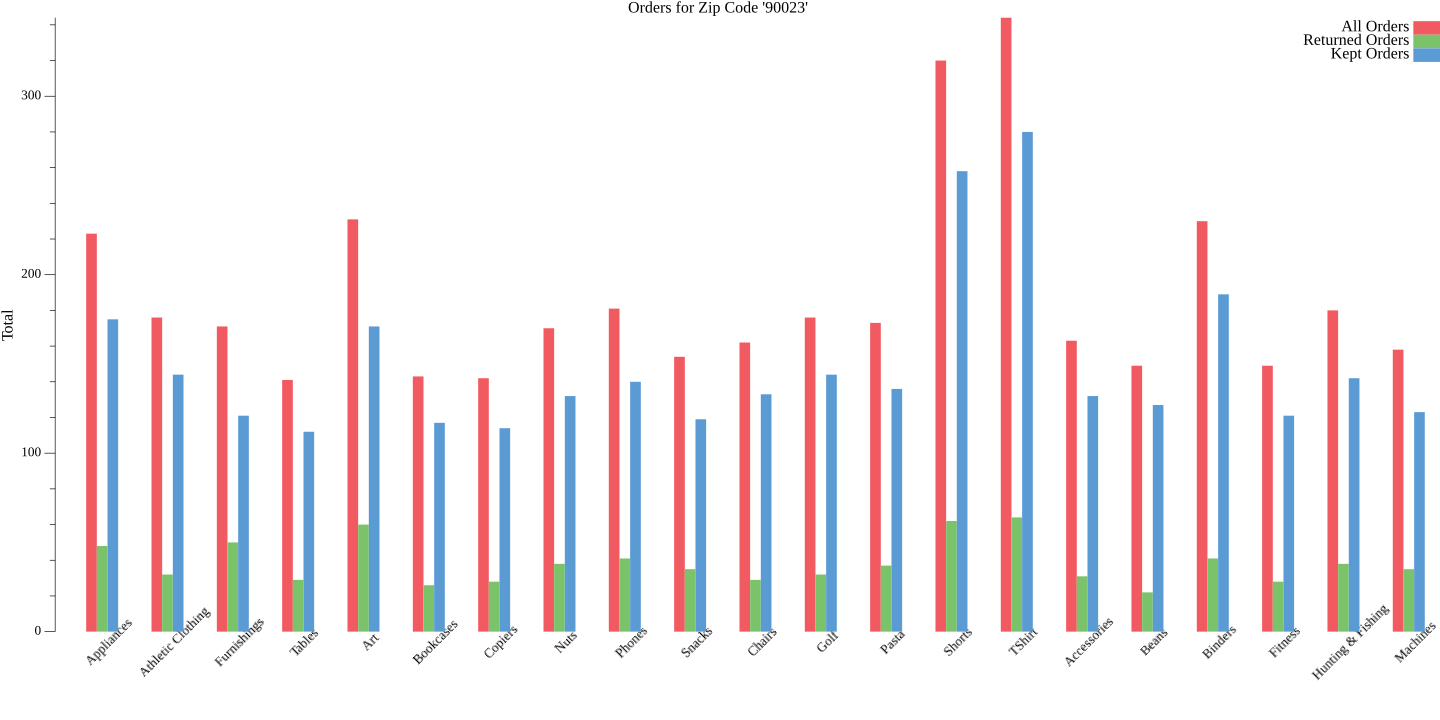 Orders for Zip Code '90023'
All Orders
Returned Orders
Kept Orders
Total
300
200
100
0
Appliances
Athletic Clothing
Furnishings
Tables
Art
Bookcases
Copiers
Nuts
Phones
Snacks
Chairs
Golf
Pasta
Shorts
TShirt
Accessories
Beans
Binders
Fitness
Hunting & Fishing
Machines